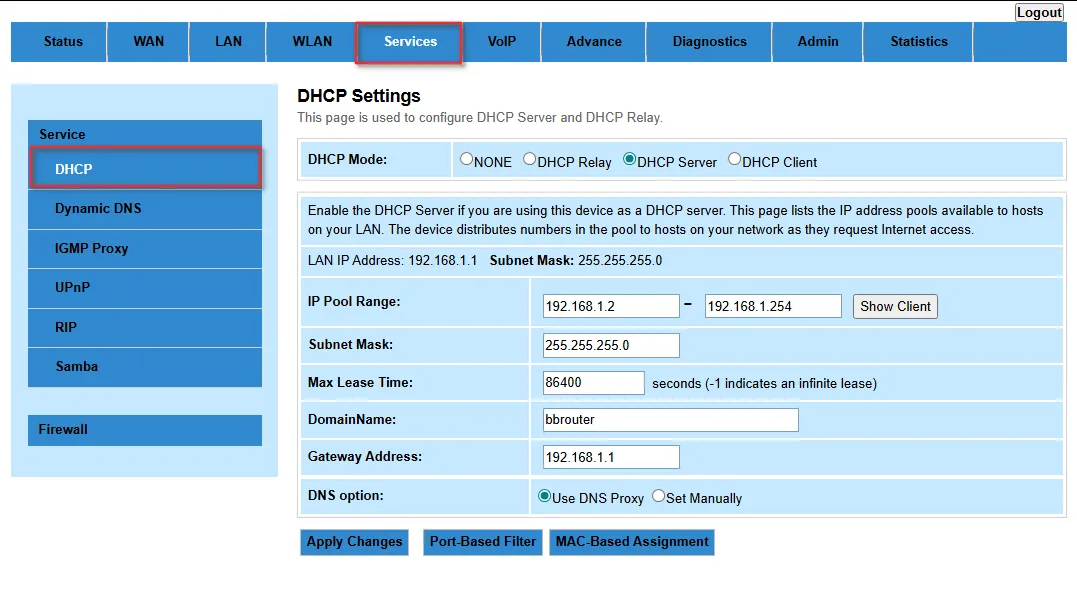 Logout
Status WAN LAN WLAN Services VoIP Advance Diagnostics Admin Statistics
Service
DHCP
Dynamic DNS
IGMP Proxy
UPnP
RIP
Samba
Firewall
DHCP Settings
This page is used to configure DHCP Server and DHCP Relay.
DHCP Mode: NONE DHCP Relay DHCP Server DHCP Client
Enable the DHCP Server if you are using this device as a DHCP server. This page lists the IP address pools available to hosts
on your LAN. The device distributes numbers in the pool to hosts on your network as they request Internet access.
LAN IP Address: 192.168.1.1 Subnet Mask: 255.255.255.0
IP Pool Range: 192.168.1.2 – 192.168.1.254 Show Client
Subnet Mask: 255.255.255.0
Max Lease Time: 86400 seconds (-1 indicates an infinite lease)
DomainName: bbrouter
Gateway Address: 192.168.1.1
DNS option: Use DNS Proxy Set Manually
Apply Changes Port-Based Filter MAC-Based Assignment